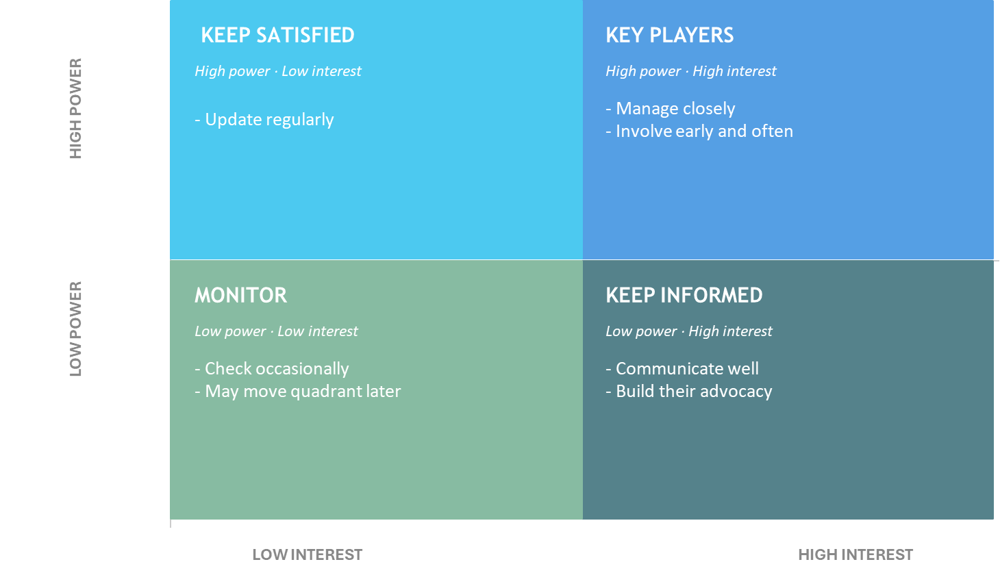 HIGH POWER
KEEP SATISFIED
High power · Low interest
- Update regularly
KEY PLAYERS
High power · High interest
- Manage closely
- Involve early and often
LOW POWER
MONITOR
Low power · Low interest
- Check occasionally
- May move quadrant later
KEEP INFORMED
Low power · High interest
- Communicate well
- Build their advocacy
LOW INTEREST
HIGH INTEREST